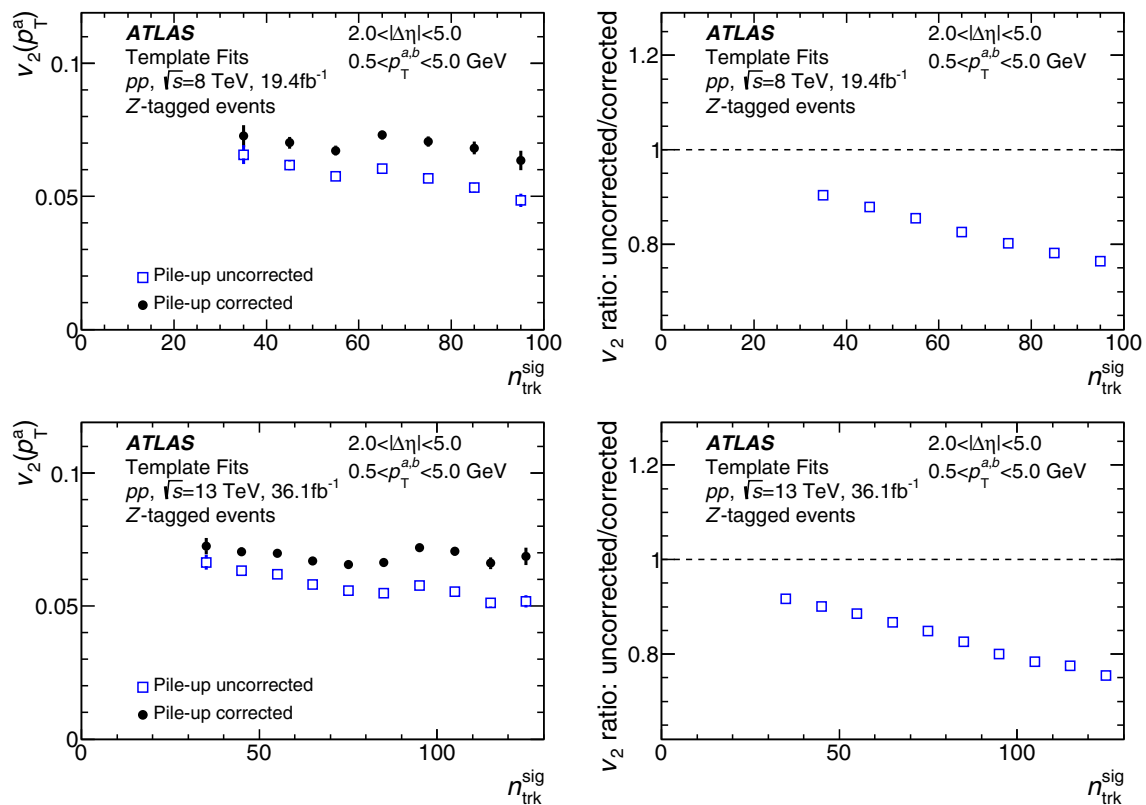 v₂(pᵀᵃ)
0.1
0.05
0
ATLAS
2.0<|Δη|<5.0
Template Fits
0.5<p_T^{a,b}<5.0 GeV
pp, √s=8 TeV, 19.4fb⁻¹
Z-tagged events
Pile-up uncorrected
Pile-up corrected
0 20 40 60 80 100
n_trk^sig
v₂ ratio: uncorrected/corrected
1.2
1
0.8
ATLAS
2.0<|Δη|<5.0
Template Fits
0.5<p_T^{a,b}<5.0 GeV
pp, √s=8 TeV, 19.4fb⁻¹
Z-tagged events
0 20 40 60 80 100
n_trk^sig
v₂(p_T^a)
0.1
0.05
0
ATLAS
2.0<|Δη|<5.0
Template Fits
0.5<p_T^{a,b}<5.0 GeV
pp, √s=13 TeV, 36.1fb⁻¹
Z-tagged events
Pile-up uncorrected
Pile-up corrected
0 50 100
n_trk^sig
v₂ ratio: uncorrected/corrected
1.2
1
0.8
ATLAS
2.0<|Δη|<5.0
Template Fits
0.5<p_T^{a,b}<5.0 GeV
pp, √s=13 TeV, 36.1fb⁻¹
Z-tagged events
0 50 100
n_trk^sig